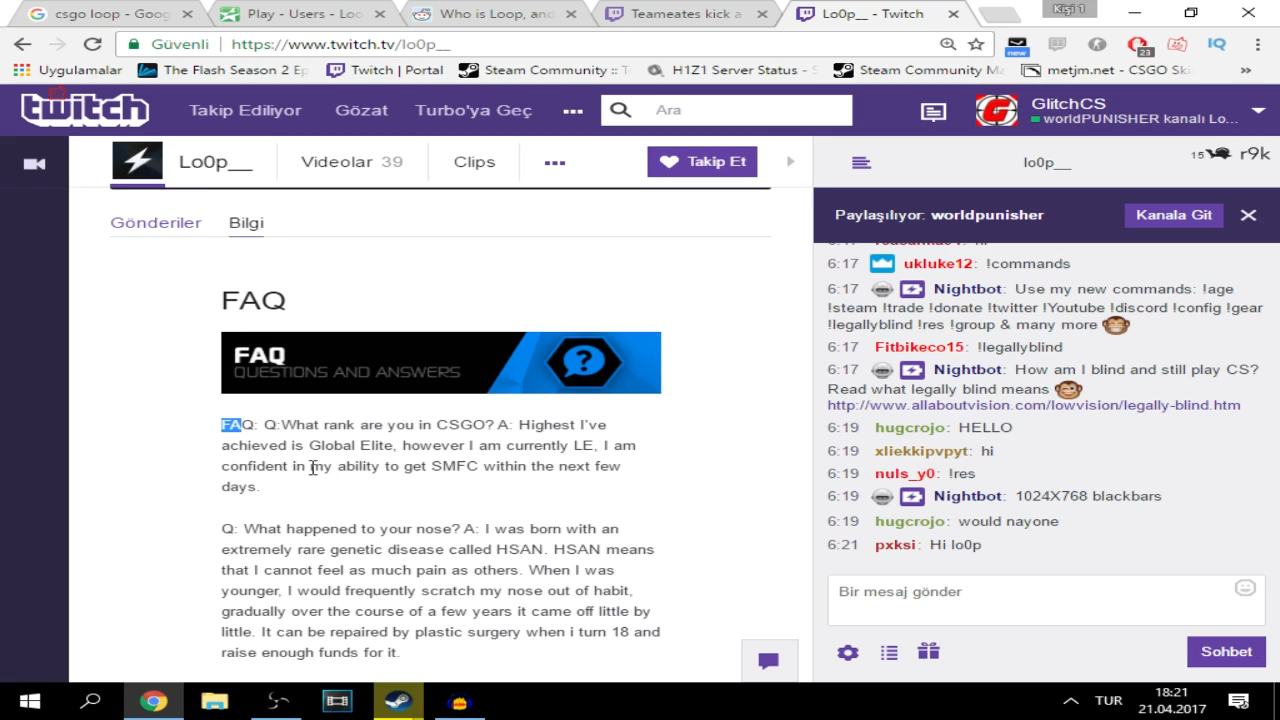 csgo loop - Goog
Play - Users - Loo
Who is Loop, and
Teameates kick a
Lo0p__ - Twitch
Kişi 1
Güvenli
https://www.twitch.tv/lo0p__
new
23
IQ
Uygulamalar
The Flash Season 2 Ep
Twitch | Portal
Steam Community :: T
H1Z1 Server Status -
Steam Community Ma
metjm.net - CSGO Ski
»
twitch
Takip Ediliyor
Gözat
Turbo'ya Geç
Ara
GlitchCS
worldPUNISHER kanalı Lo...
Lo0p__
Videolar 39
Clips
Takip Et
lo0p__
15
r9k
Gönderiler
Bilgi
FAQ
FAQ
QUESTIONS AND ANSWERS
FAQ: Q:What rank are you in CSGO? A: Highest I've
achieved is Global Elite, however I am currently LE, I am
confident in my ability to get SMFC within the next few
days.
Q: What happened to your nose? A: I was born with an
extremely rare genetic disease called HSAN. HSAN means
that I cannot feel as much pain as others. When I was
younger, I would frequently scratch my nose out of habit,
gradually over the course of a few years it came off little by
little. It can be repaired by plastic surgery when i turn 18 and
raise enough funds for it.
Paylaşılıyor: worldpunisher
Kanala Git
6:17 ukluke12: !commands
6:17 Nightbot: Use my new commands: !age
!steam !trade !donate !twitter !Youtube !discord !config !gear
!legallyblind !res !group & many more
6:17 Fitbikeco15: !legallyblind
6:17 Nightbot: How am I blind and still play CS?
Read what legally blind means
http://www.allaboutvision.com/lowvision/legally-blind.htm
6:19 hugcrojo: HELLO
6:19 xliekkipvpyt: hi
6:19 nuls_y0: !res
6:19 Nightbot: 1024X768 blackbars
6:19 hugcrojo: would nayone
6:21 pxksi: Hi lo0p
Bir mesaj gönder
Sohbet
TUR
18:21
21.04.2017